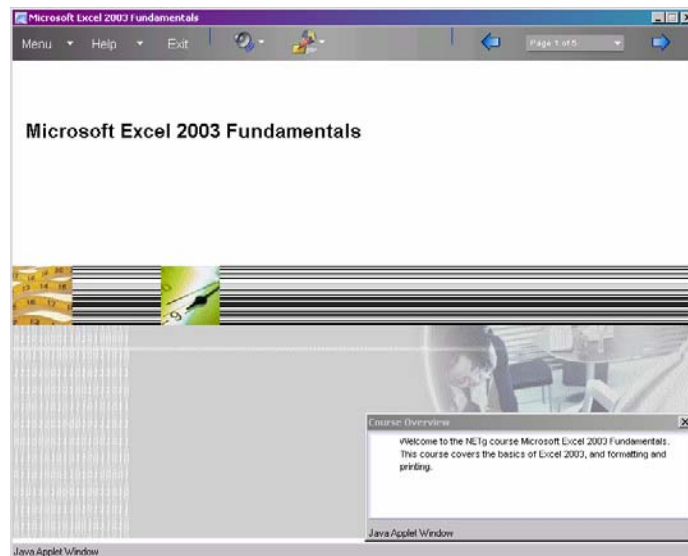 Microsoft Excel 2003 Fundamentals
Menu Help Exit Page 1 of 5
Microsoft Excel 2003 Fundamentals
Course Overview
Welcome to the NETg course Microsoft Excel 2003 Fundamentals.
This course covers the basics of Excel 2003, and formatting and
printing.
Java Applet Window
Java Applet Window